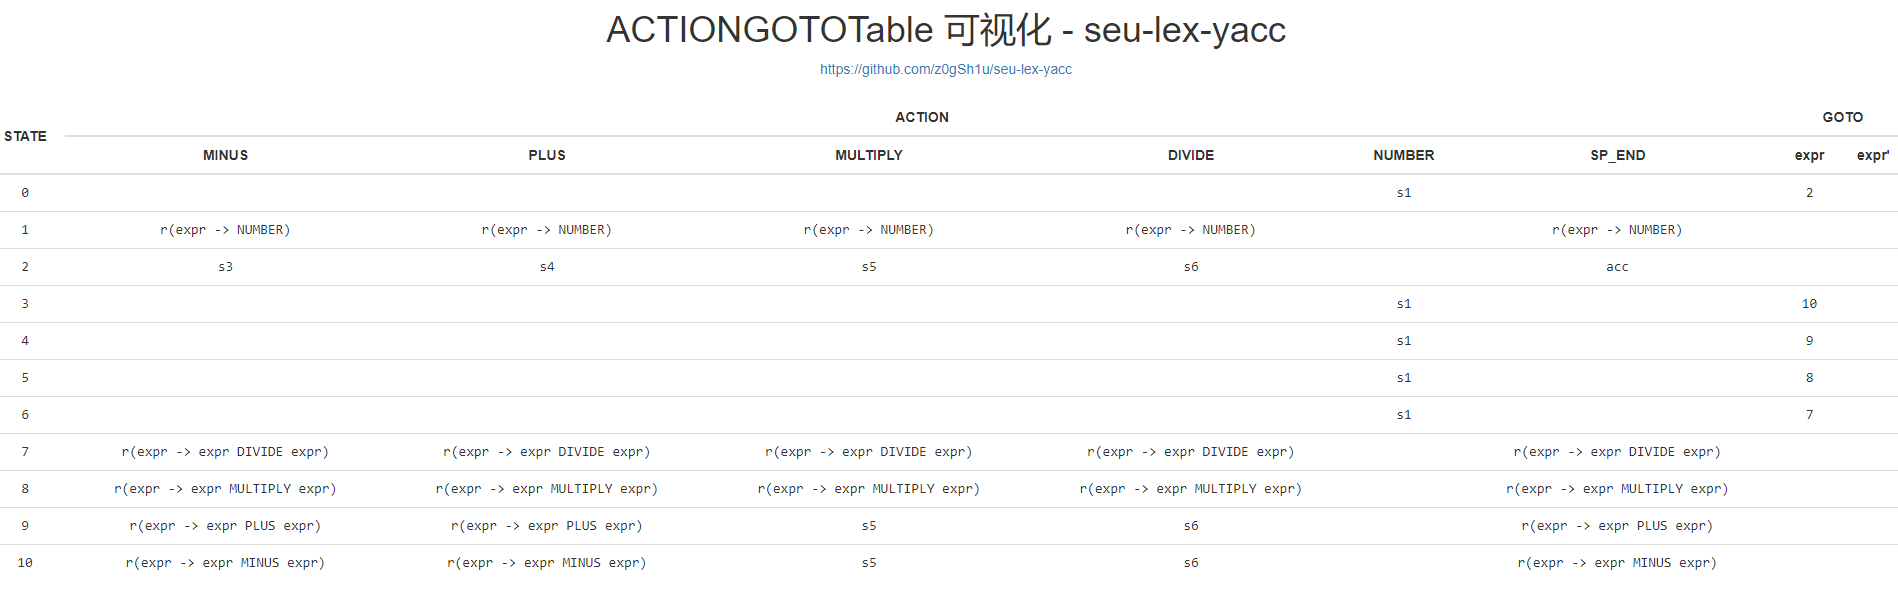 ACTIONGOTOTable 可视化 - seu-lex-yacc
https://github.com/z0gSh1u/seu-lex-yacc
STATE ACTION GOTO
MINUS PLUS MULTIPLY DIVIDE NUMBER SP_END expr expr'
0 s1 2
1 r(expr -> NUMBER) r(expr -> NUMBER) r(expr -> NUMBER) r(expr -> NUMBER) r(expr -> NUMBER)
2 s3 s4 s5 s6 acc
3 s1 10
4 s1 9
5 s1 8
6 s1 7
7 r(expr -> expr DIVIDE expr) r(expr -> expr DIVIDE expr) r(expr -> expr DIVIDE expr) r(expr -> expr DIVIDE expr) r(expr -> expr DIVIDE expr)
8 r(expr -> expr MULTIPLY expr) r(expr -> expr MULTIPLY expr) r(expr -> expr MULTIPLY expr) r(expr -> expr MULTIPLY expr) r(expr -> expr MULTIPLY expr)
9 r(expr -> expr PLUS expr) r(expr -> expr PLUS expr) s5 s6 r(expr -> expr PLUS expr)
10 r(expr -> expr MINUS expr) r(expr -> expr MINUS expr) s5 s6 r(expr -> expr MINUS expr)